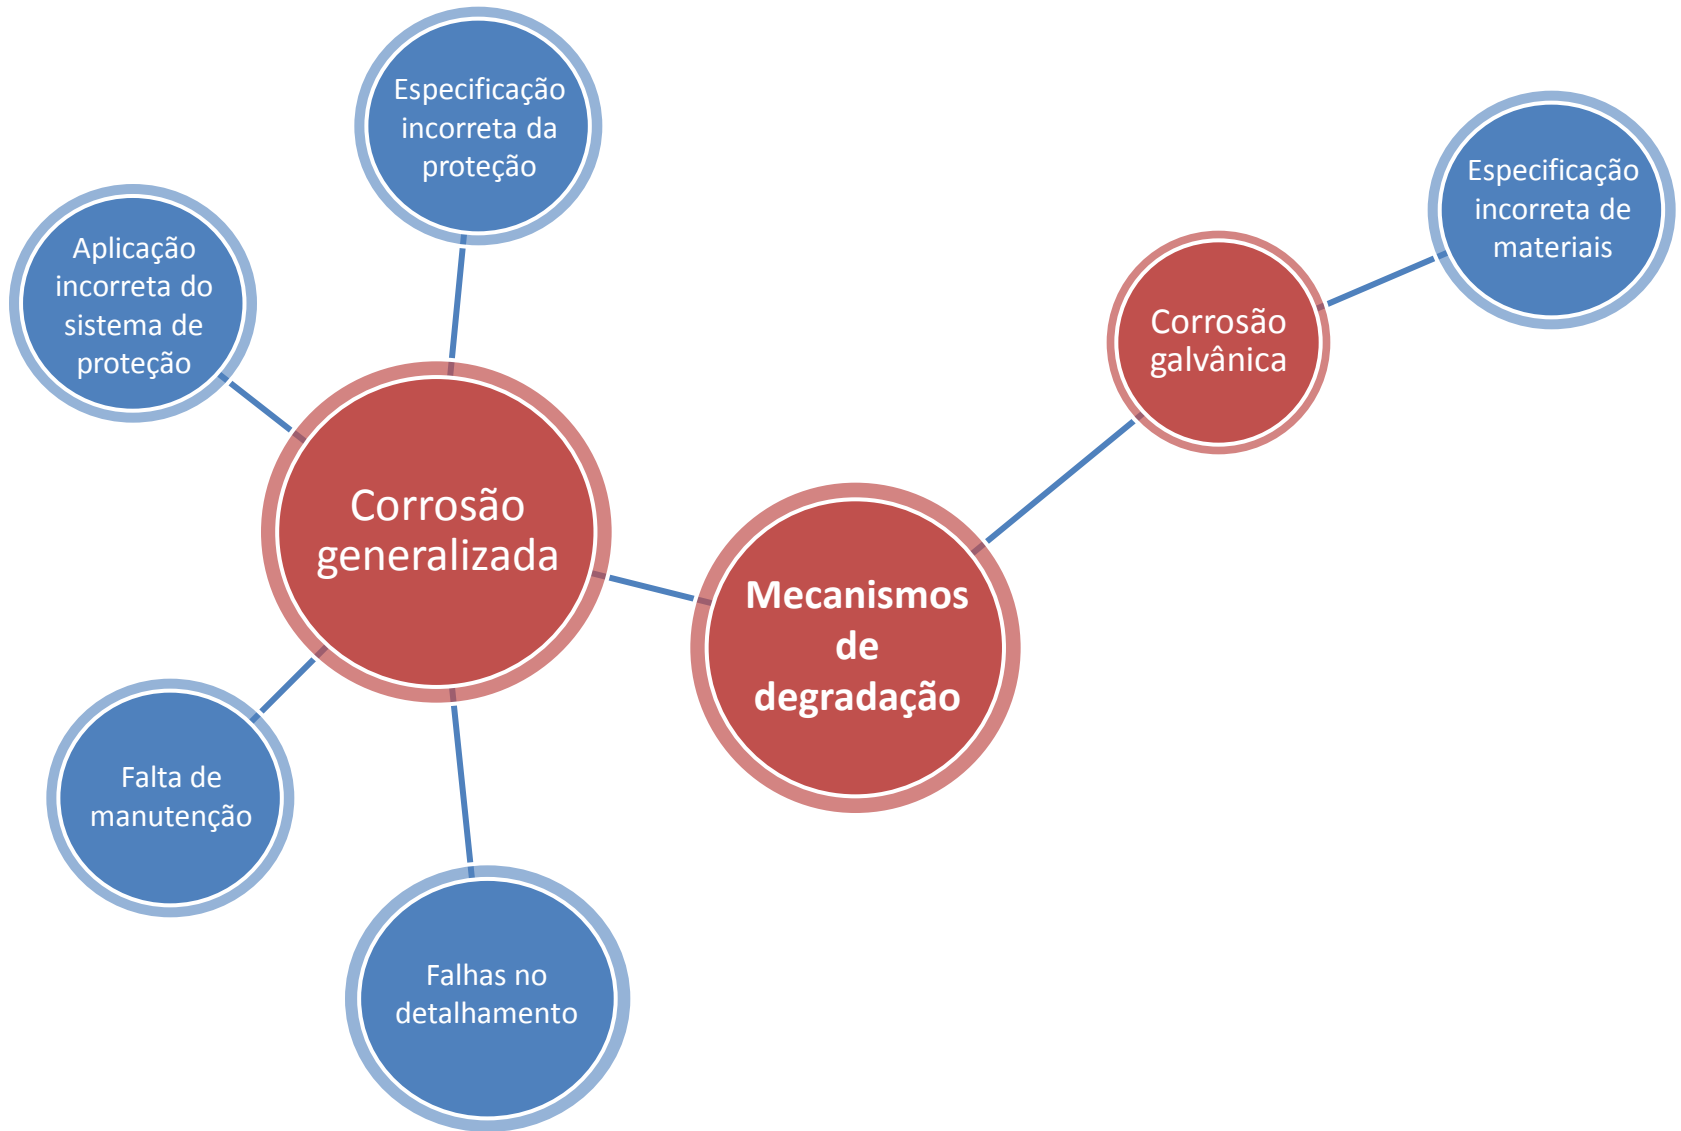 Especificação
incorreta da
proteção
Especificação
incorreta de
materiais
Aplicação
incorreta do
sistema de
proteção
Corrosão
galvânica
Corrosão
generalizada
Mecanismos
de
degradação
Falta de
manutenção
Falhas no
detalhamento